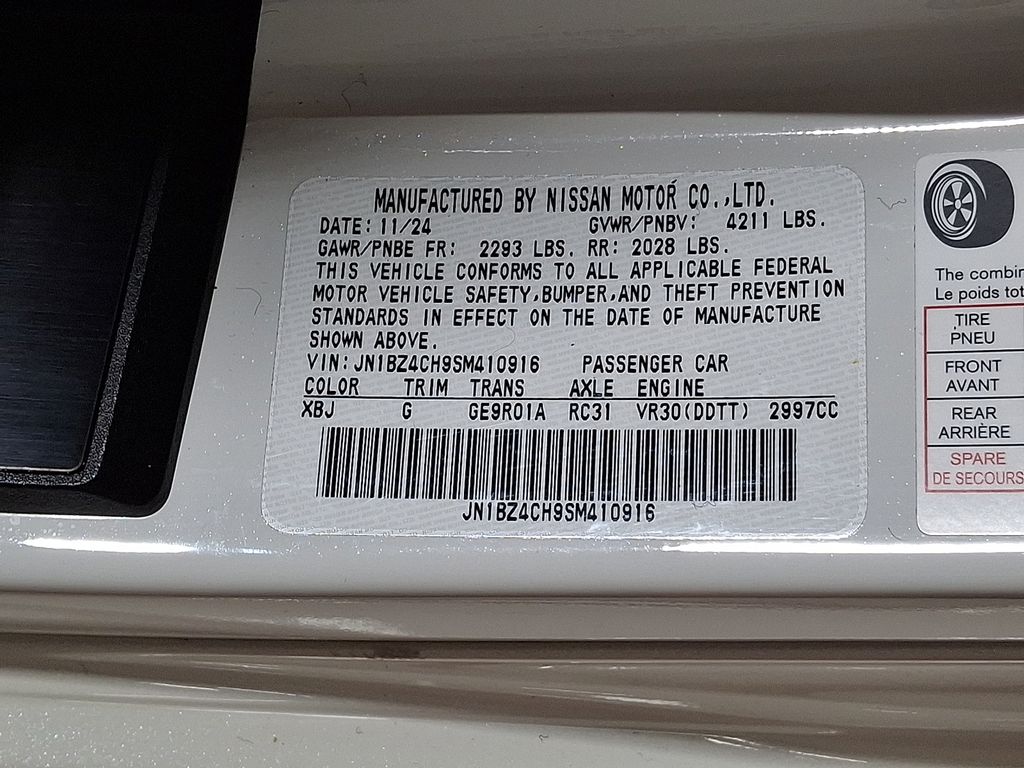 MANUFACTURED BY NISSAN MOTOR CO.,LTD.
DATE: 11/24 GVWR/PNBV: 4211 LBS.
GAWR/PNBE FR: 2293 LBS. RR: 2028 LBS.
THIS VEHICLE CONFORMS TO ALL APPLICABLE FEDERAL
MOTOR VEHICLE SAFETY,BUMPER,AND THEFT PREVENTION
STANDARDS IN EFFECT ON THE DATE OF MANUFACTURE
SHOWN ABOVE.
VIN: JN1BZ4CH9SM410916 PASSENGER CAR
COLOR TRIM TRANS AXLE ENGINE
XBJ G GE9R01A RC31 VR30(DDTT) 2997CC
JN1BZ4CH9SM410916
The
Le poids
TIRE
PNEU
FRONT
AVANT
REAR
ARRIÈRE
SPARE
DE SECOURS